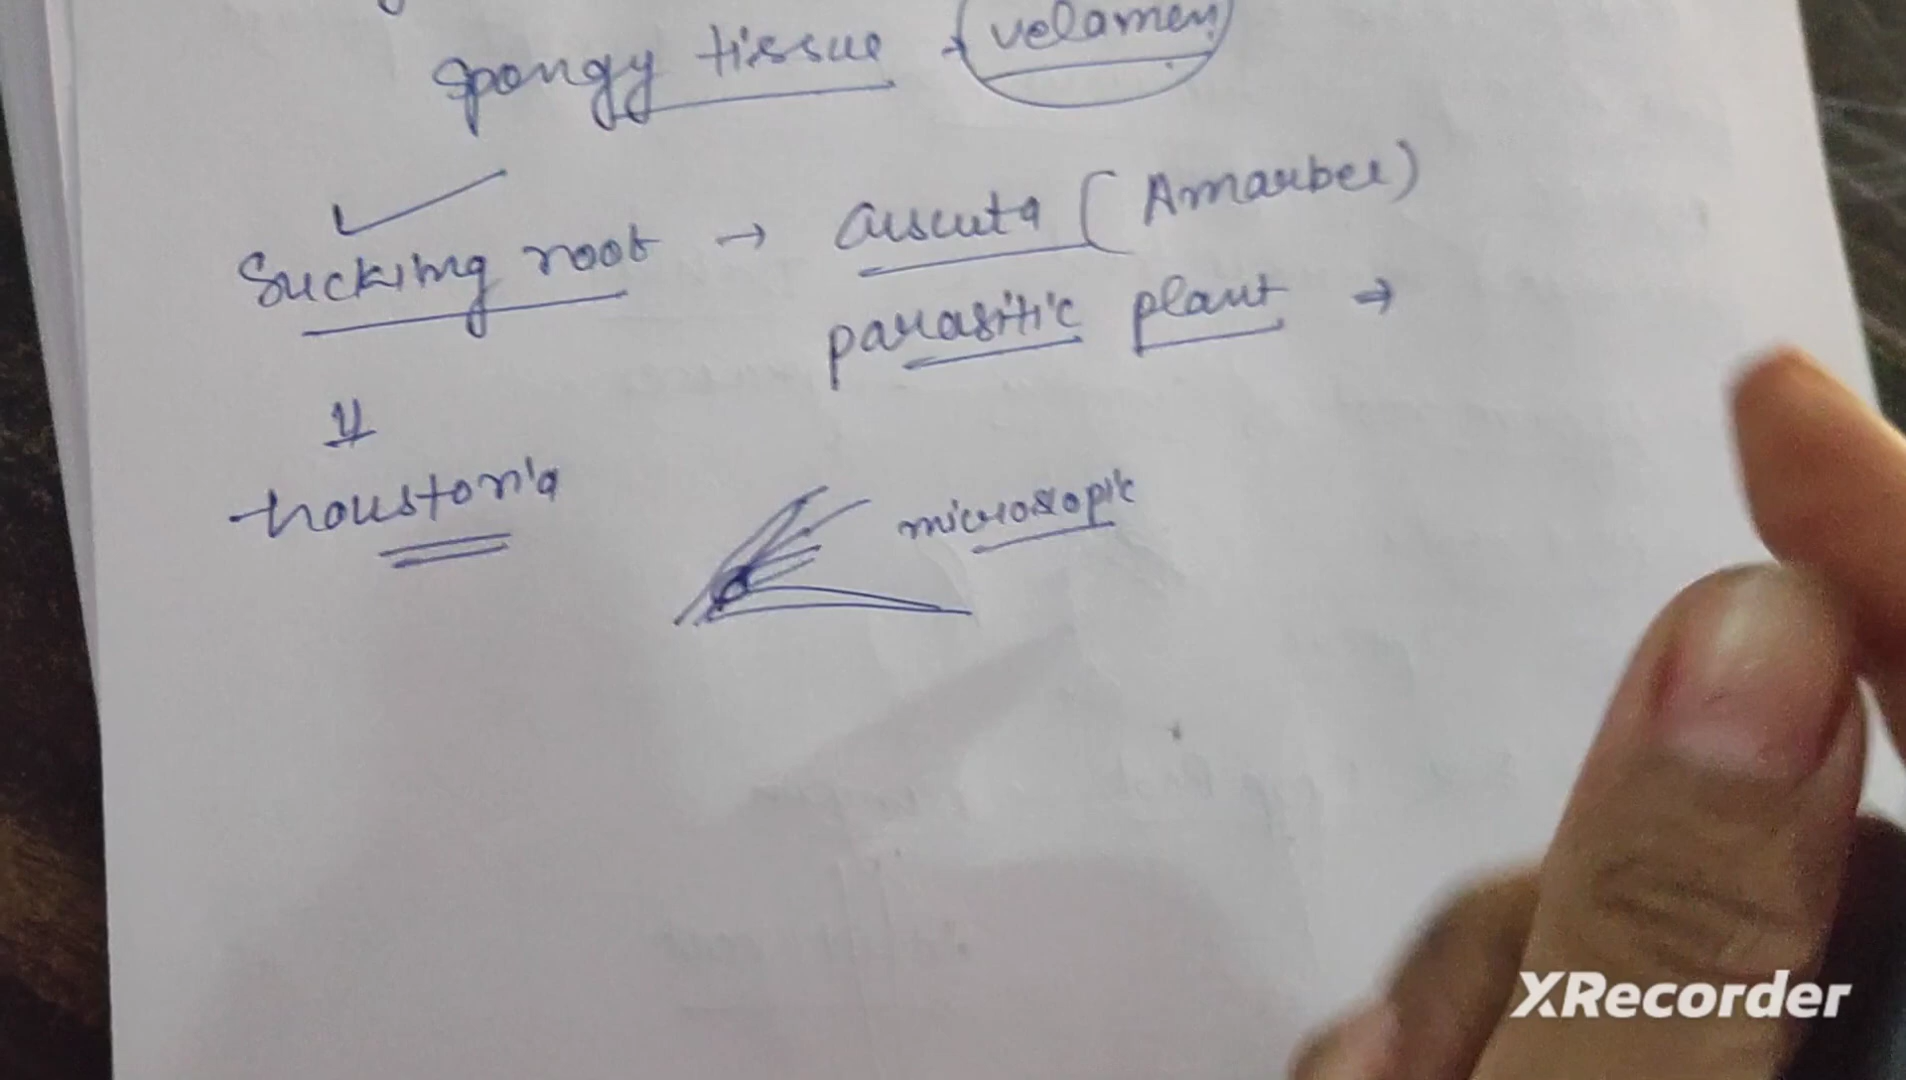 spongy tissue → velamen
Sucking root → cuscuta (Amarbel)
parasitic plant →
haustoria
microscopic
XRecorder